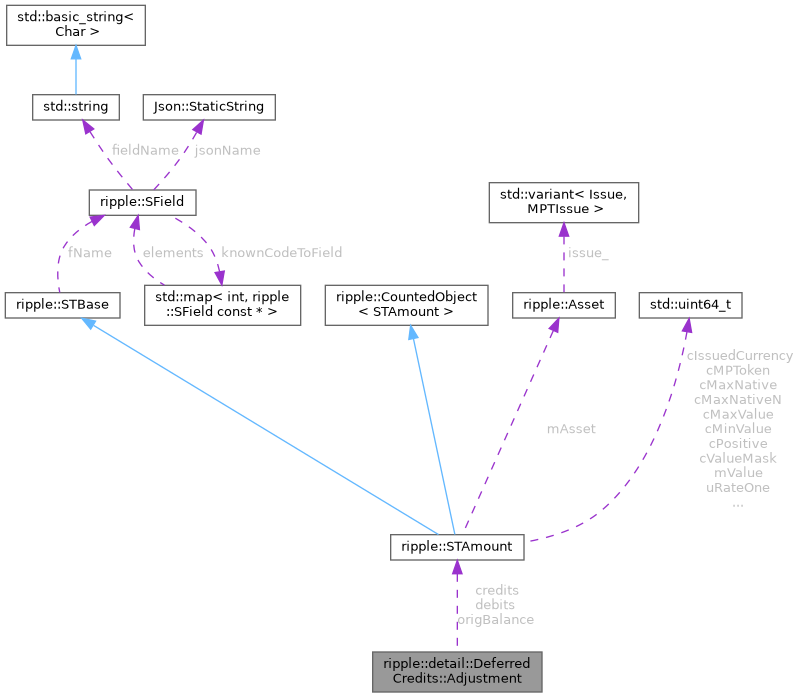 std::basic_string<
Char >
std::string
Json::StaticString
fieldName
jsonName
ripple::SField
std::variant< Issue,
MPTIssue >
fName
elements
knownCodeToField
issue_
ripple::STBase
std::map< int, ripple
::SField const * >
ripple::CountedObject
< STAmount >
ripple::Asset
std::uint64_t
cIssuedCurrency
cMPToken
cMaxNative
cMaxNativeN
cMaxValue
cMinValue
cPositive
cValueMask
mValue
uRateOne
...
mAsset
ripple::STAmount
credits
debits
origBalance
ripple::detail::Deferred
Credits::Adjustment